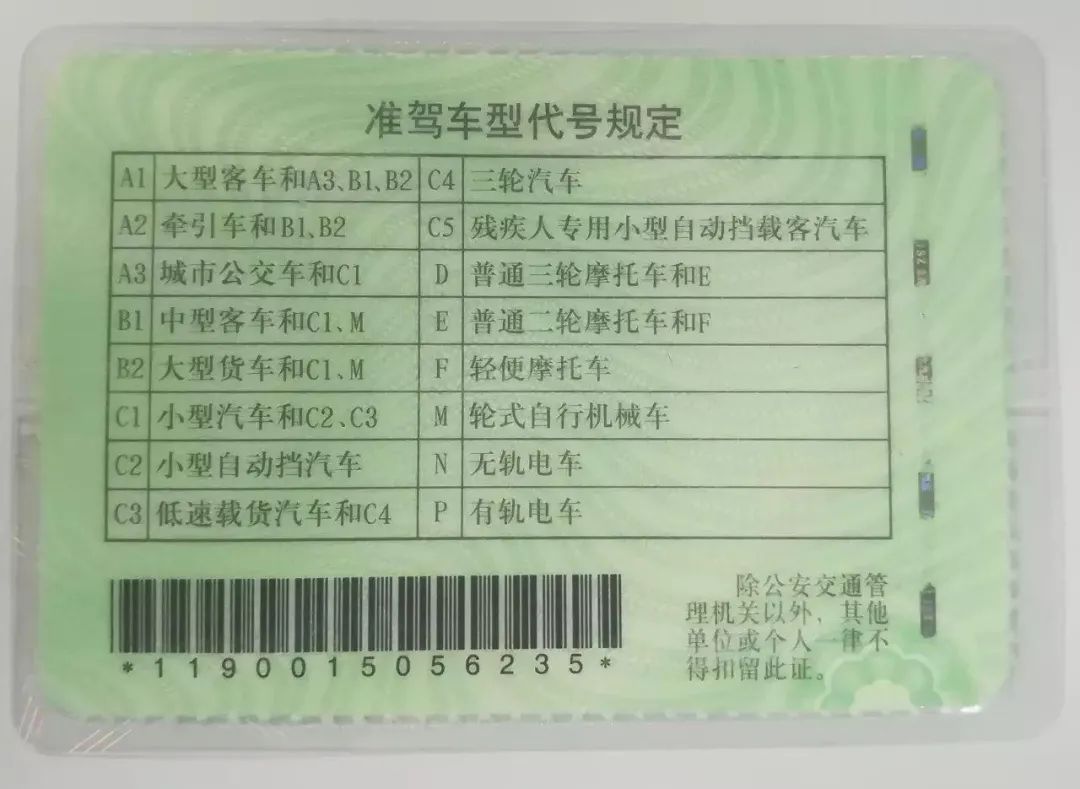 准驾车型代号规定
A1 大型客车和A3、B1、B2 C4 三轮汽车
A2 牵引车和B1、B2 C5 残疾人专用小型自动挡载客汽车
A3 城市公交车和C1 D 普通三轮摩托车和E
B1 中型客车和C1、M E 普通二轮摩托车和F
B2 大型货车和C1、M F 轻便摩托车
C1 小型汽车和C2、C3 M 轮式自行机械车
C2 小型自动挡汽车 N 无轨电车
C3 低速载货汽车和C4 P 有轨电车
*1190015056235*
除公安交通管
理机关以外，其他
单位或个人一律不
得扣留此证。